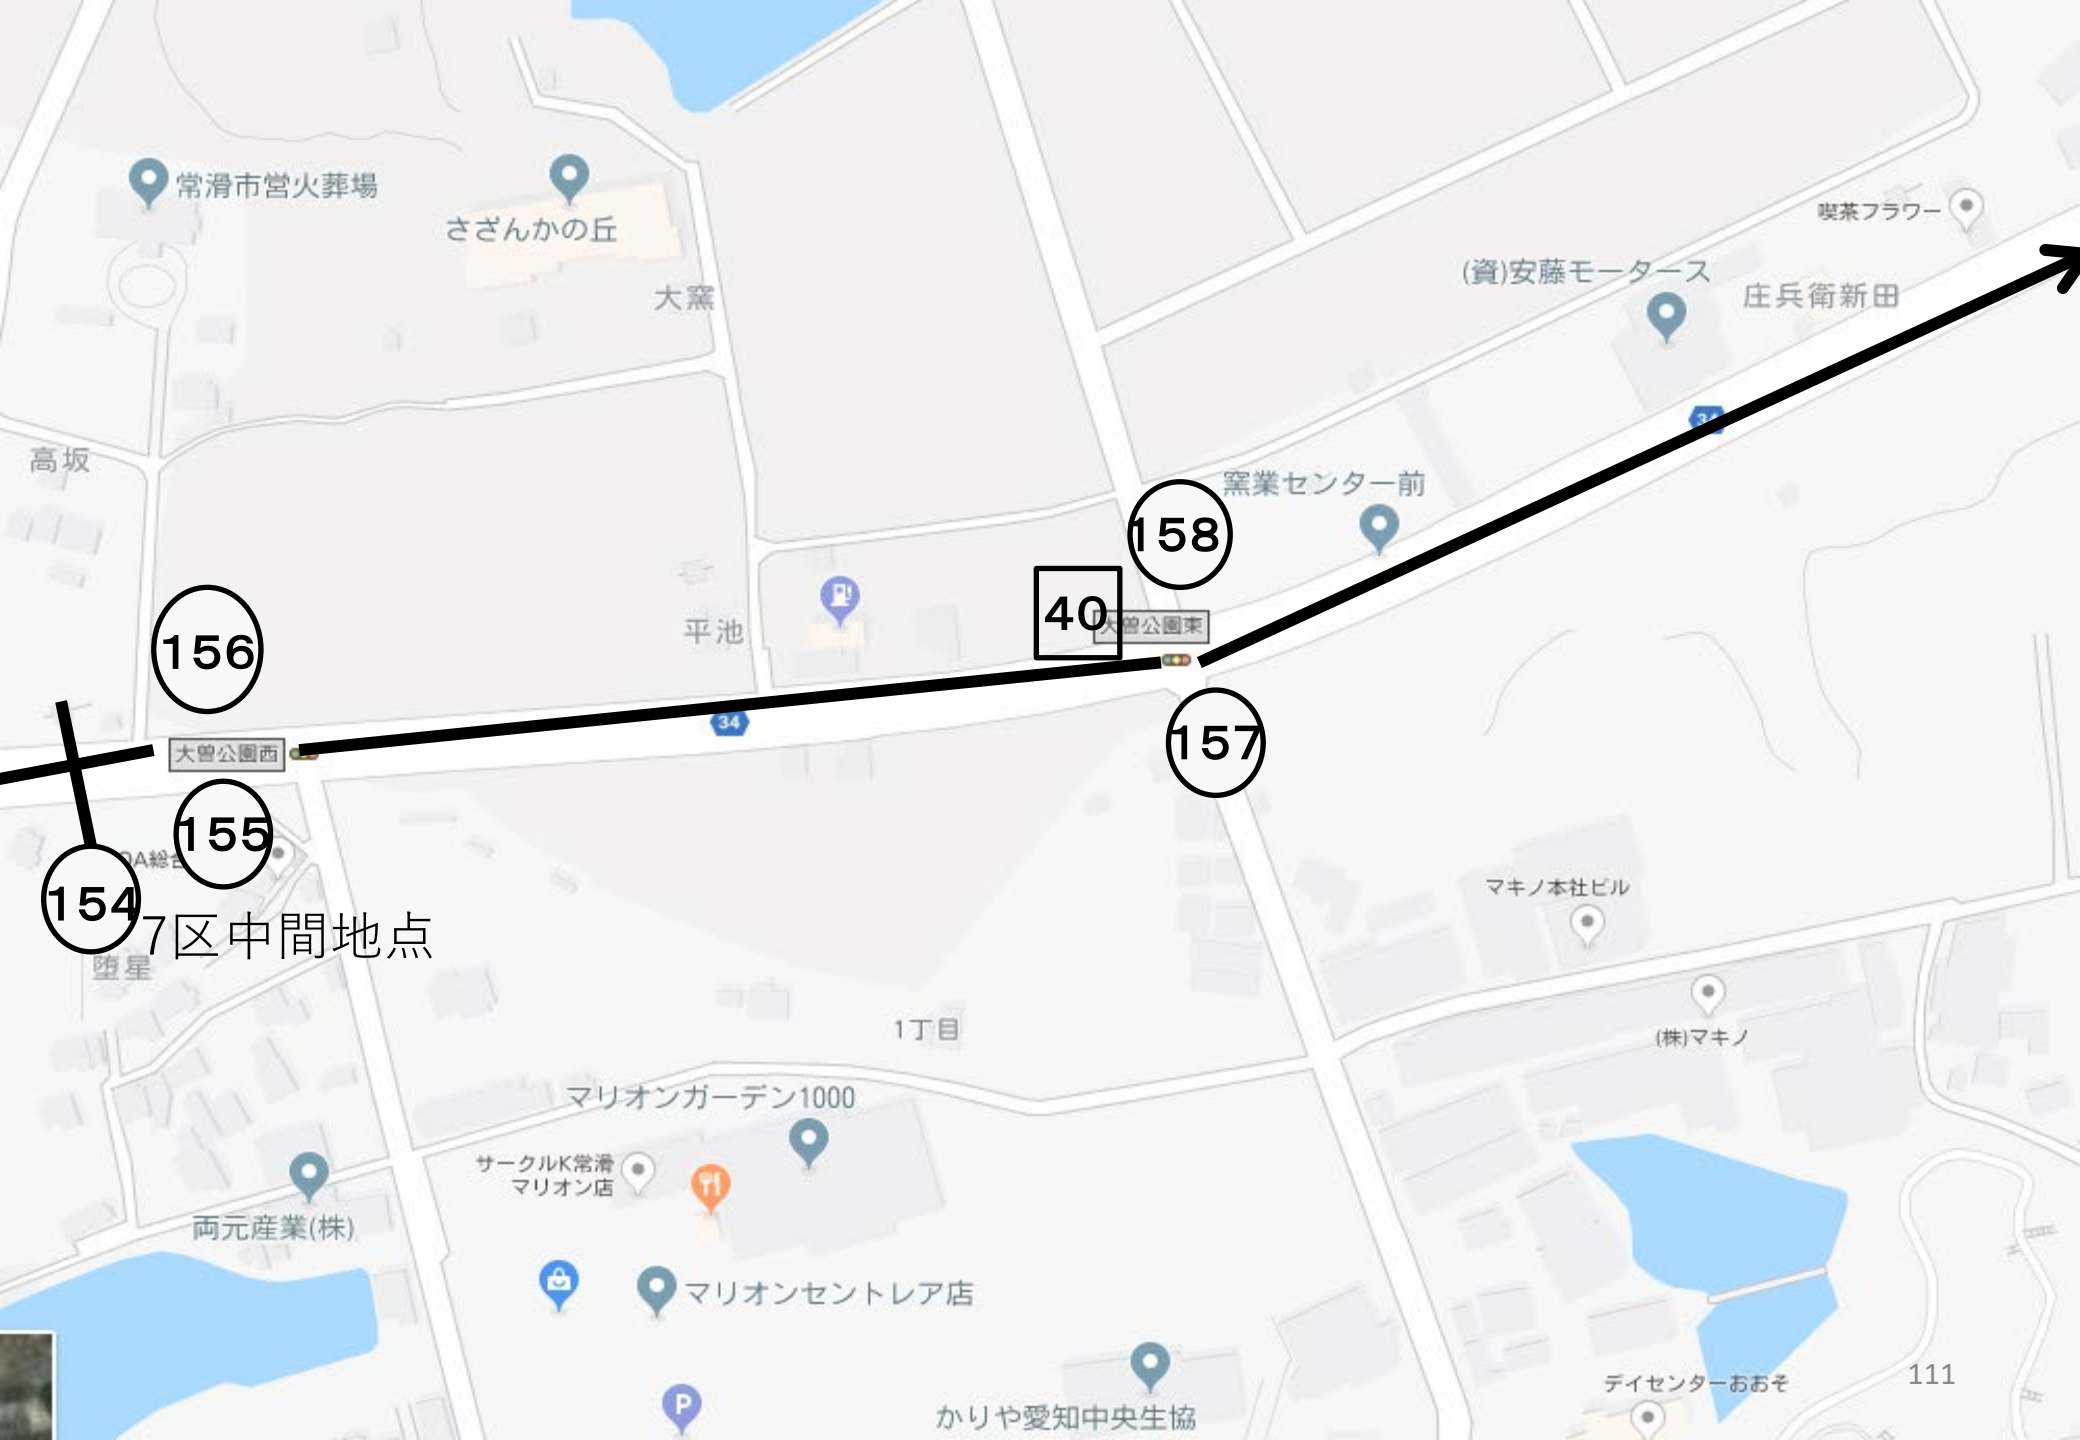 常滑市営火葬場
さざんかの丘
大窯
喫茶フラワー
(資)安藤モータース
庄兵衛新田
34
高坂
窯業センター前
158
40
大曽公園東
156
平池
34
大曽公園西
157
155
OA総合
154
7区中間地点
堕星
マキノ本社ビル
1丁目
(株)マキノ
マリオンガーデン1000
サークルK常滑
マリオン店
両元産業(株)
マリオンセントレア店
P
かりや愛知中央生協
デイセンターおおそ
111